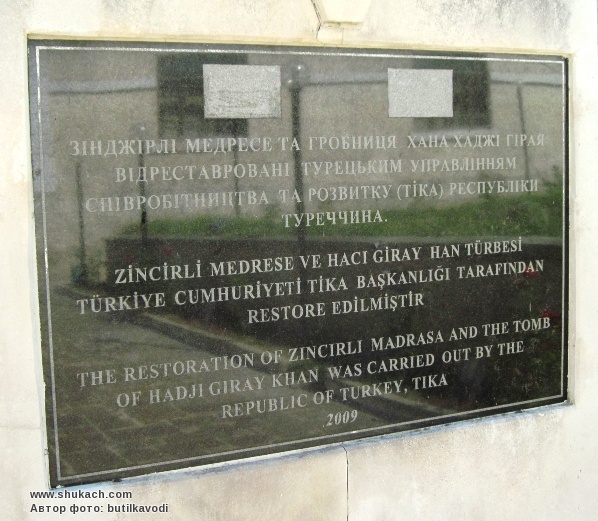 ЗІНДЖІРЛІ МЕДРЕСЕ ТА ГРОБНИЦЯ ХАНА ХАДЖІ ГІРАЯ
ВІДРЕСТАВРОВАНІ ТУРЕЦЬКИМ УПРАВЛІННЯМ
СПІВРОБІТНИЦТВА ТА РОЗВИТКУ (ТІКА) РЕСПУБЛІКИ
ТУРЕЧЧИНА.
ZİNCİRLİ MEDRESE VE HACI GİRAY HAN TÜRBESİ
TÜRKİYE CUMHURİYETİ TİKA BAŞKANLIĞI TARAFINDAN
RESTORE EDİLMİŞTİR
THE RESTORATION OF ZINCIRLI MADRASA AND THE TOMB
OF HADJI GIRAY KHAN WAS CARRIED OUT BY THE
REPUBLIC OF TURKEY, TIKA
2009
www.shukach.com
Автор фото: butilkavodi